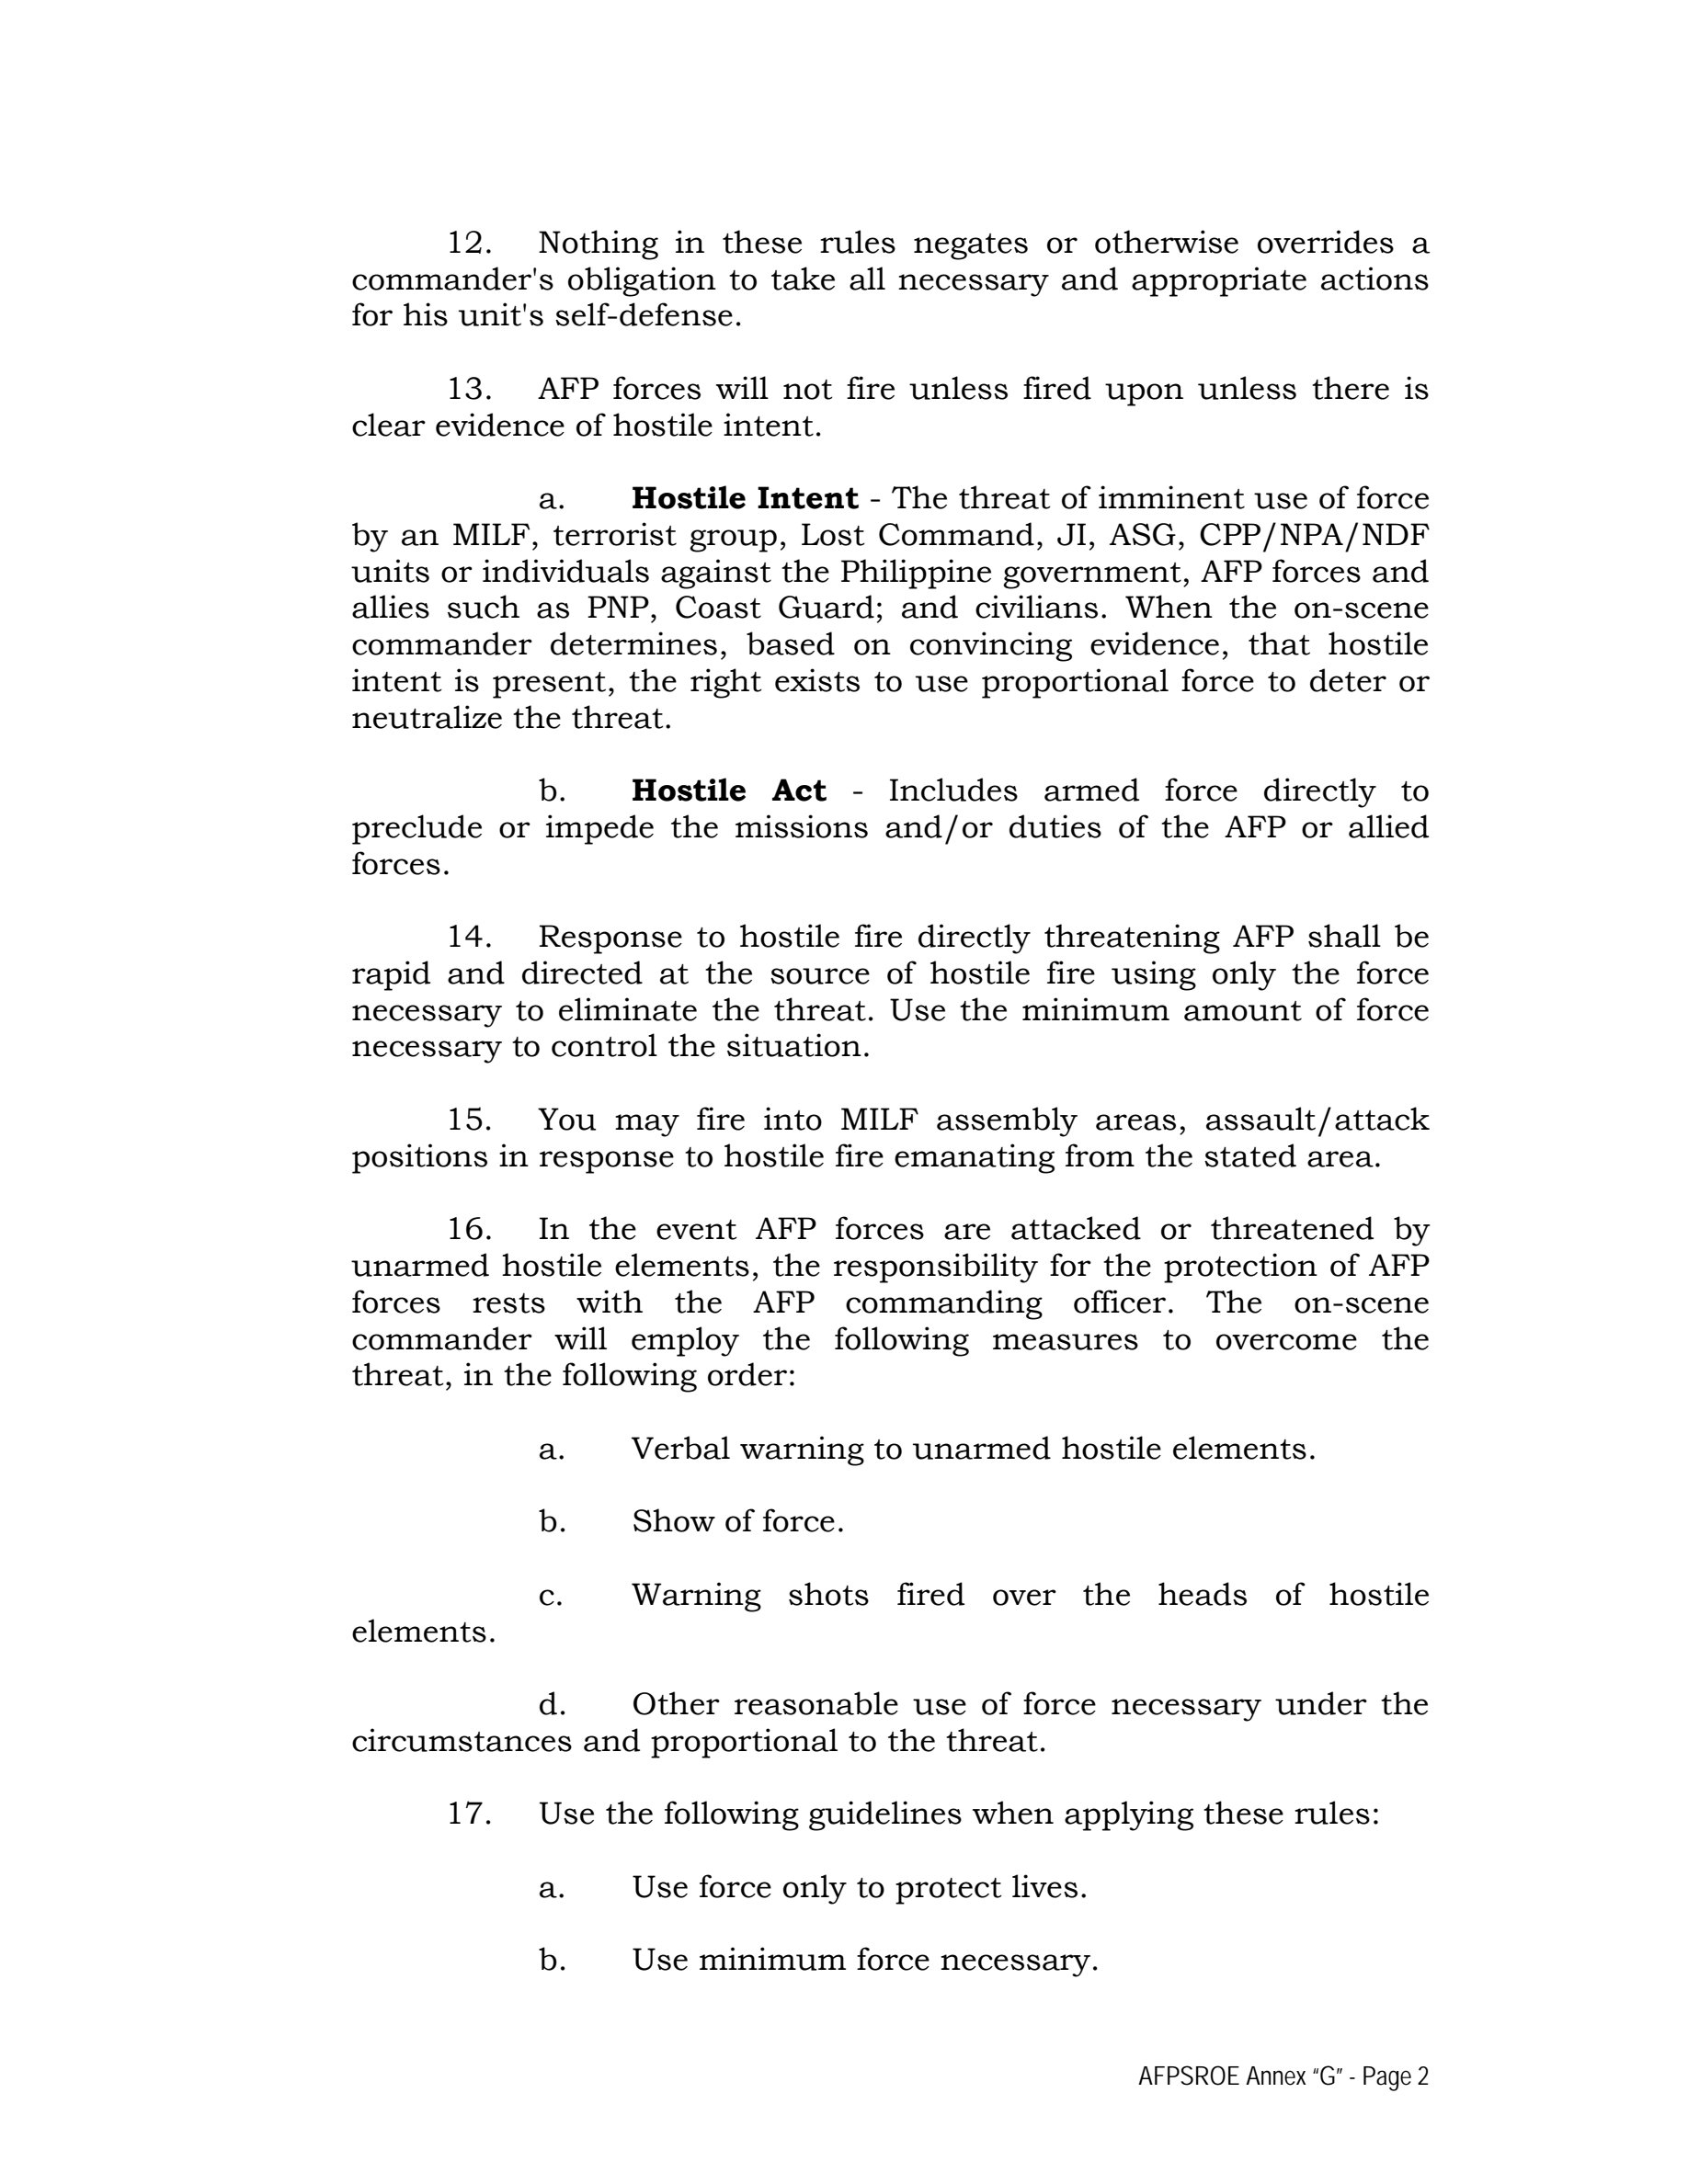 12. Nothing in these rules negates or otherwise overrides a
commander's obligation to take all necessary and appropriate actions
for his unit's self-defense.
13. AFP forces will not fire unless fired upon unless there is
clear evidence of hostile intent.
a. Hostile Intent - The threat of imminent use of force
by an MILF, terrorist group, Lost Command, JI, ASG, CPP/NPA/NDF
units or individuals against the Philippine government, AFP forces and
allies such as PNP, Coast Guard; and civilians. When the on-scene
commander determines, based on convincing evidence, that hostile
intent is present, the right exists to use proportional force to deter or
neutralize the threat.
b. Hostile Act - Includes armed force directly to
preclude or impede the missions and/or duties of the AFP or allied
forces.
14. Response to hostile fire directly threatening AFP shall be
rapid and directed at the source of hostile fire using only the force
necessary to eliminate the threat. Use the minimum amount of force
necessary to control the situation.
15. You may fire into MILF assembly areas, assault/attack
positions in response to hostile fire emanating from the stated area.
16. In the event AFP forces are attacked or threatened by
unarmed hostile elements, the responsibility for the protection of AFP
forces rests with the AFP commanding officer. The on-scene
commander will employ the following measures to overcome the
threat, in the following order:
a. Verbal warning to unarmed hostile elements.
b. Show of force.
c. Warning shots fired over the heads of hostile
elements.
d. Other reasonable use of force necessary under the
circumstances and proportional to the threat.
17. Use the following guidelines when applying these rules:
a. Use force only to protect lives.
b. Use minimum force necessary.
AFPSROE Annex “G” - Page 2